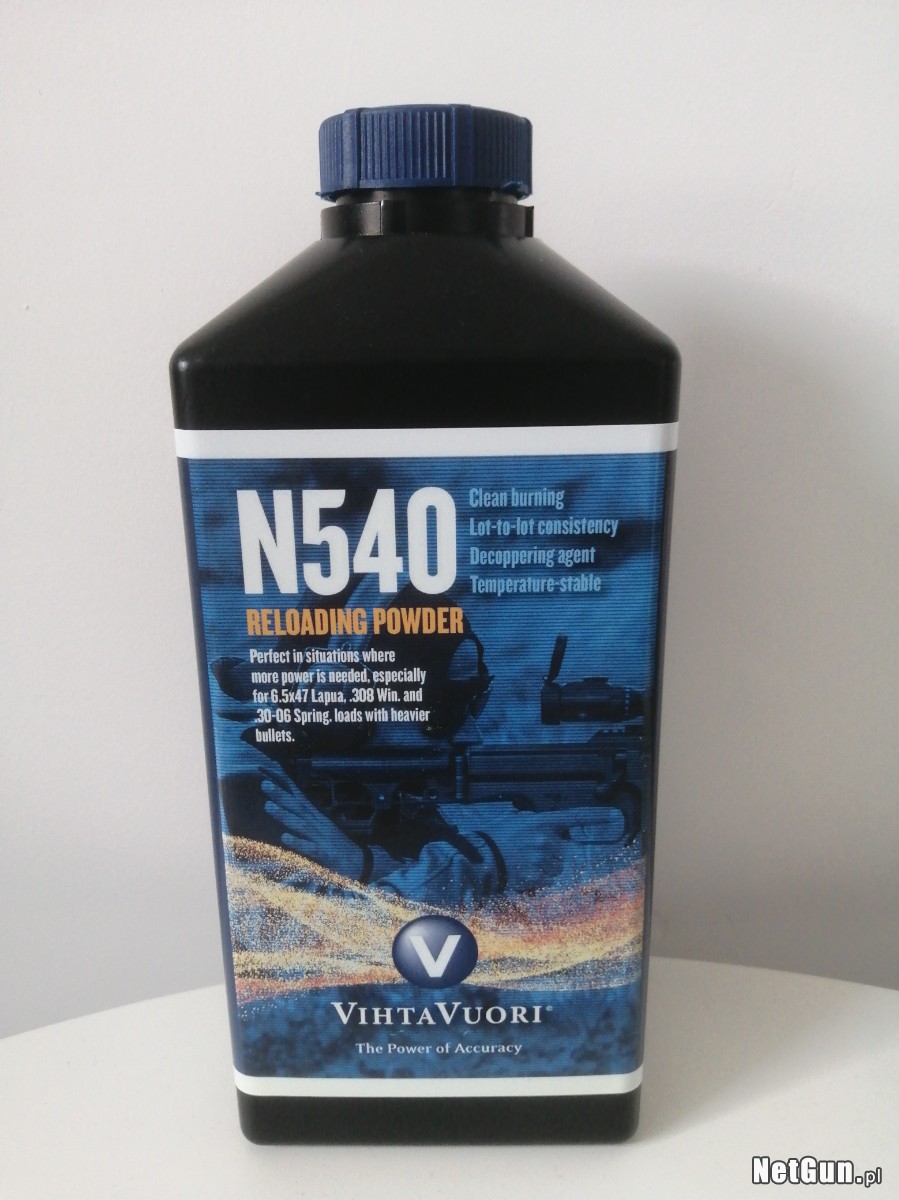 N540
Clean burning
Lot-to-lot consistency
Decoppering agent
Temperature-stable
RELOADING POWDER
Perfect in situations where
more power is needed, especially
for 6.5x47 Lapua, .308 Win. and
.30-06 Spring. loads with heavier
bullets.
V
VIHTAVUORI®
The Power of Accuracy
NetGun.pl